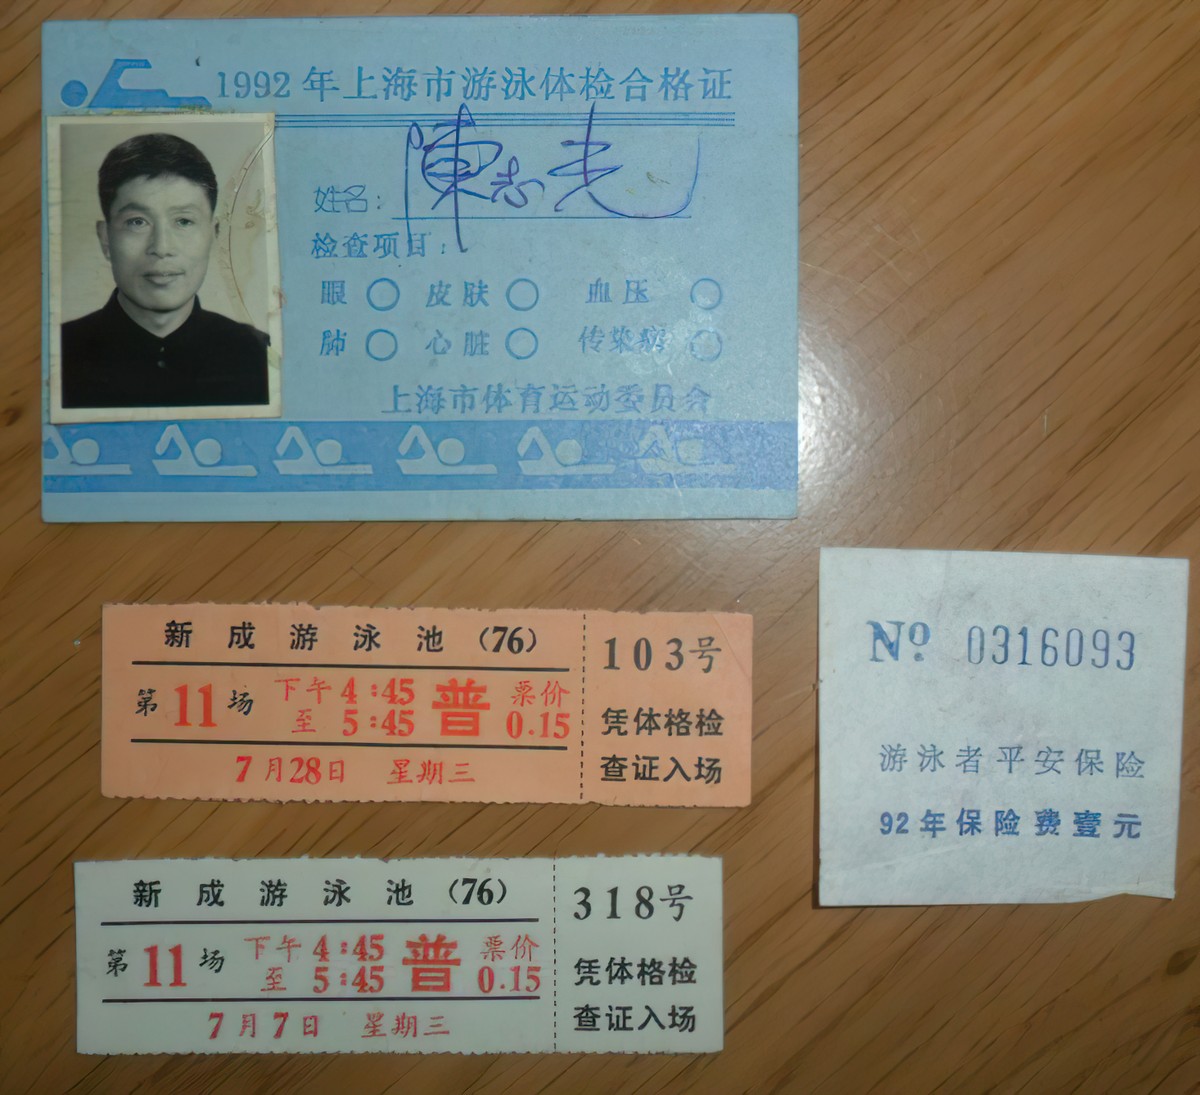 1992年上海市游泳体检合格证
姓名：陳志光
检查项目：
眼 皮肤 血压
肺 心脏 传染病
上海市体育运动委员会
新成游泳池（76）
第11场 下午4:45至5:45 普 票价0.15
7月28日 星期三
103号
凭体格检
查证入场
Nº 0316093
游泳者平安保险
92年保险费壹元
新成游泳池（76）
第11场 下午4:45至5:45 普 票价0.15
7月7日 星期三
318号
凭体格检
查证入场